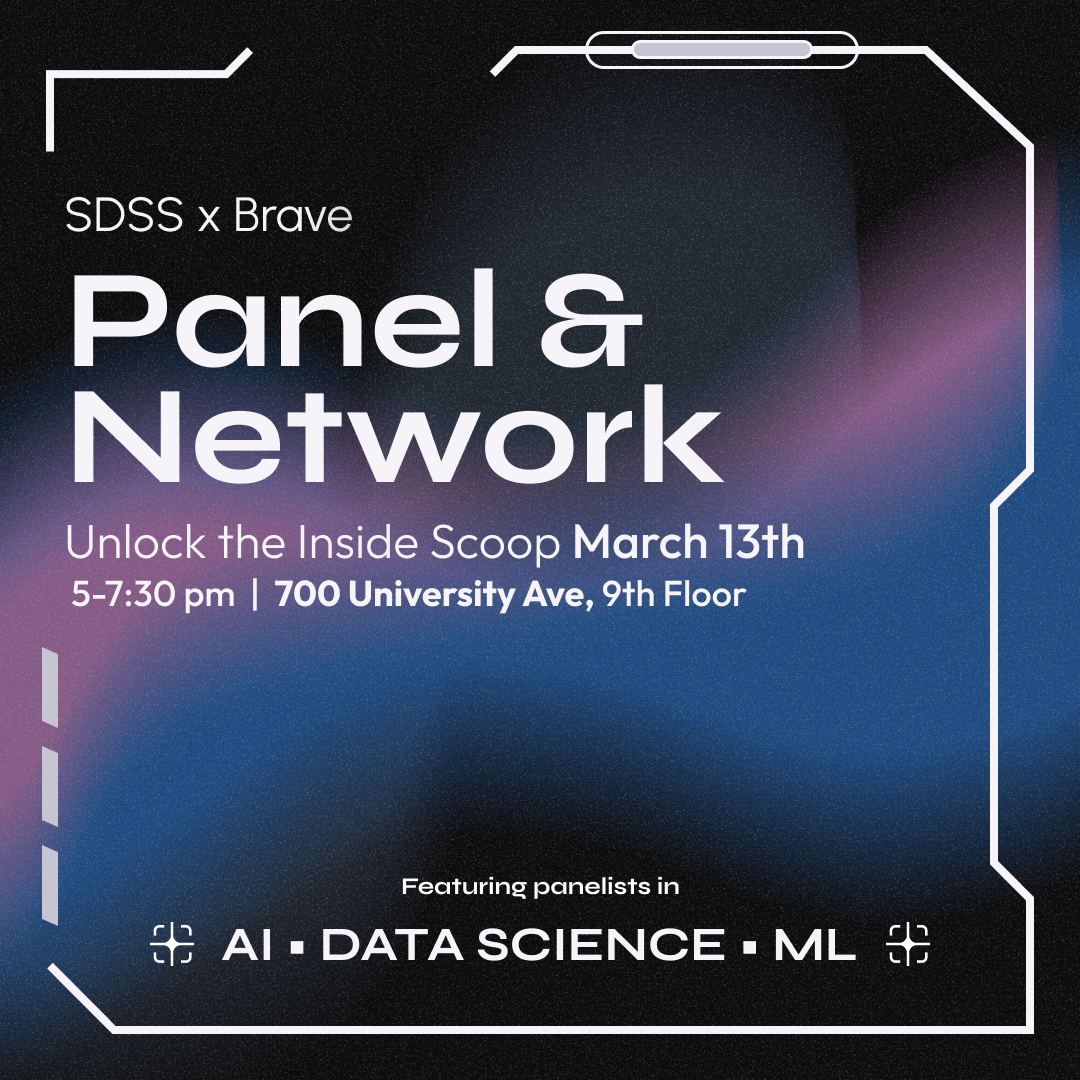 SDSS x Brave
Panel &
Network
Unlock the Inside Scoop March 13th
5-7:30 pm | 700 University Ave, 9th Floor
Featuring panelists in
AI ▪ DATA SCIENCE ▪ ML